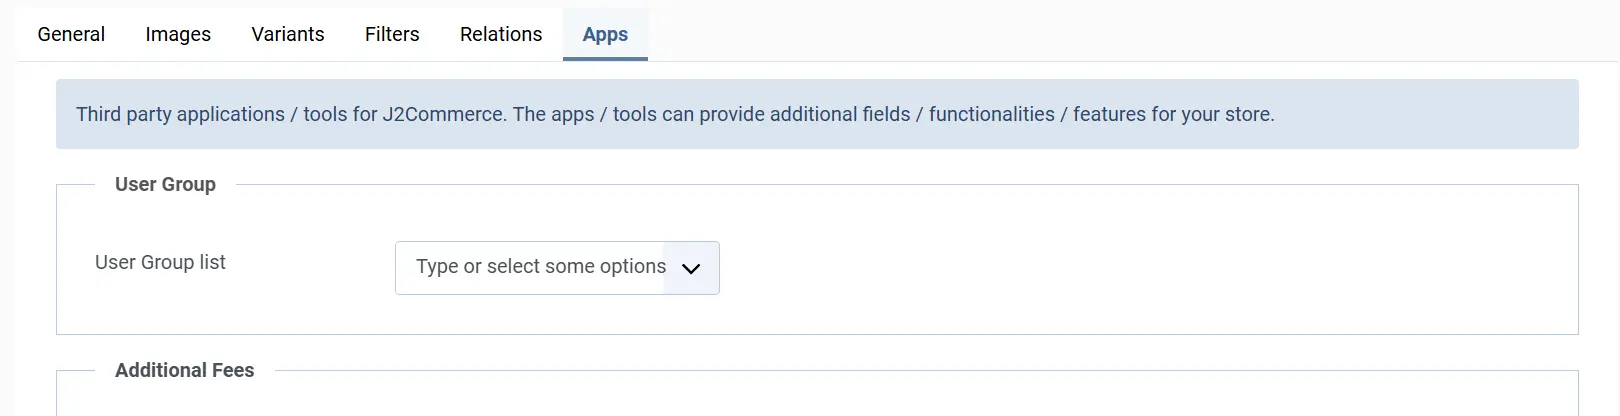 General Images Variants Filters Relations Apps
Third party applications / tools for J2Commerce. The apps / tools can provide additional fields / functionalities / features for your store.
User Group
User Group list Type or select some options
Additional Fees